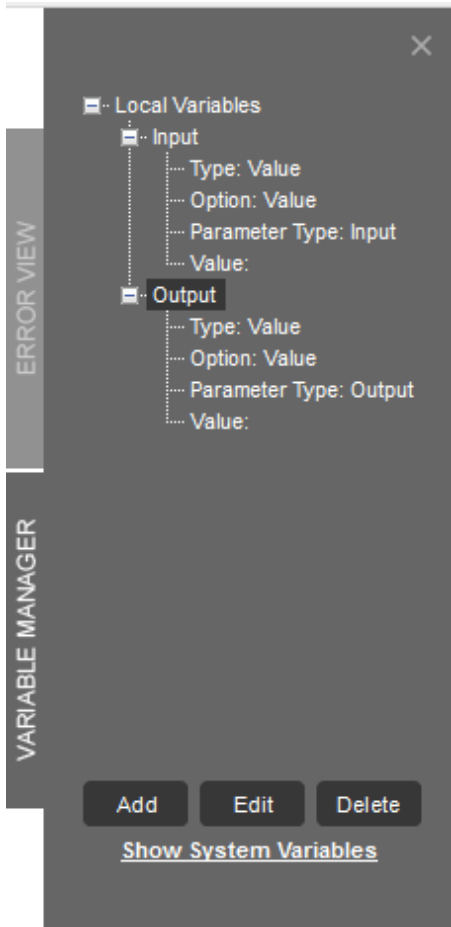 Local Variables
Input
Type: Value
Option: Value
Parameter Type: Input
Value:
Output
Type: Value
Option: Value
Parameter Type: Output
Value:
ERROR VIEW
VARIABLE MANAGER
Add Edit Delete
Show System Variables